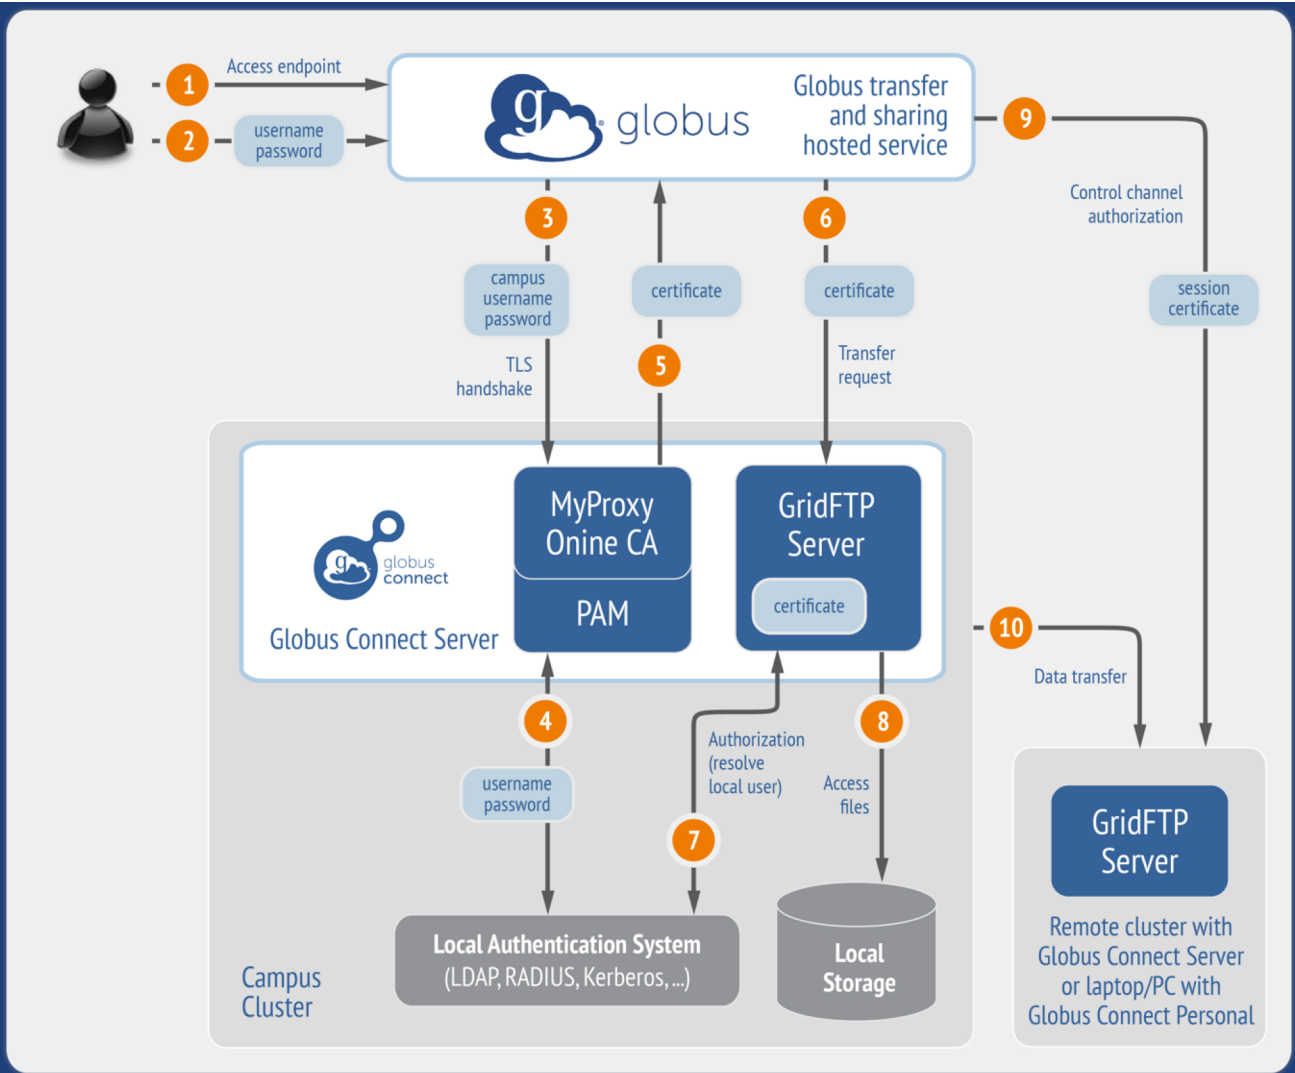 1
Access endpoint
2
username
password
g
globus
Globus transfer
and sharing
hosted service
9
Control channel
authorization
session
certificate
3
campus
username
password
TLS
handshake
certificate
5
6
certificate
Transfer
request
g
globus
connect
Globus Connect Server
MyProxy
Onine CA
PAM
GridFTP
Server
certificate
10
Data transfer
4
username
password
Authorization
(resolve
local user)
7
8
Access
files
Local Authentication System
(LDAP, RADIUS, Kerberos, ...)
Local
Storage
Campus
Cluster
GridFTP
Server
Remote cluster with
Globus Connect Server
or laptop/PC with
Globus Connect Personal